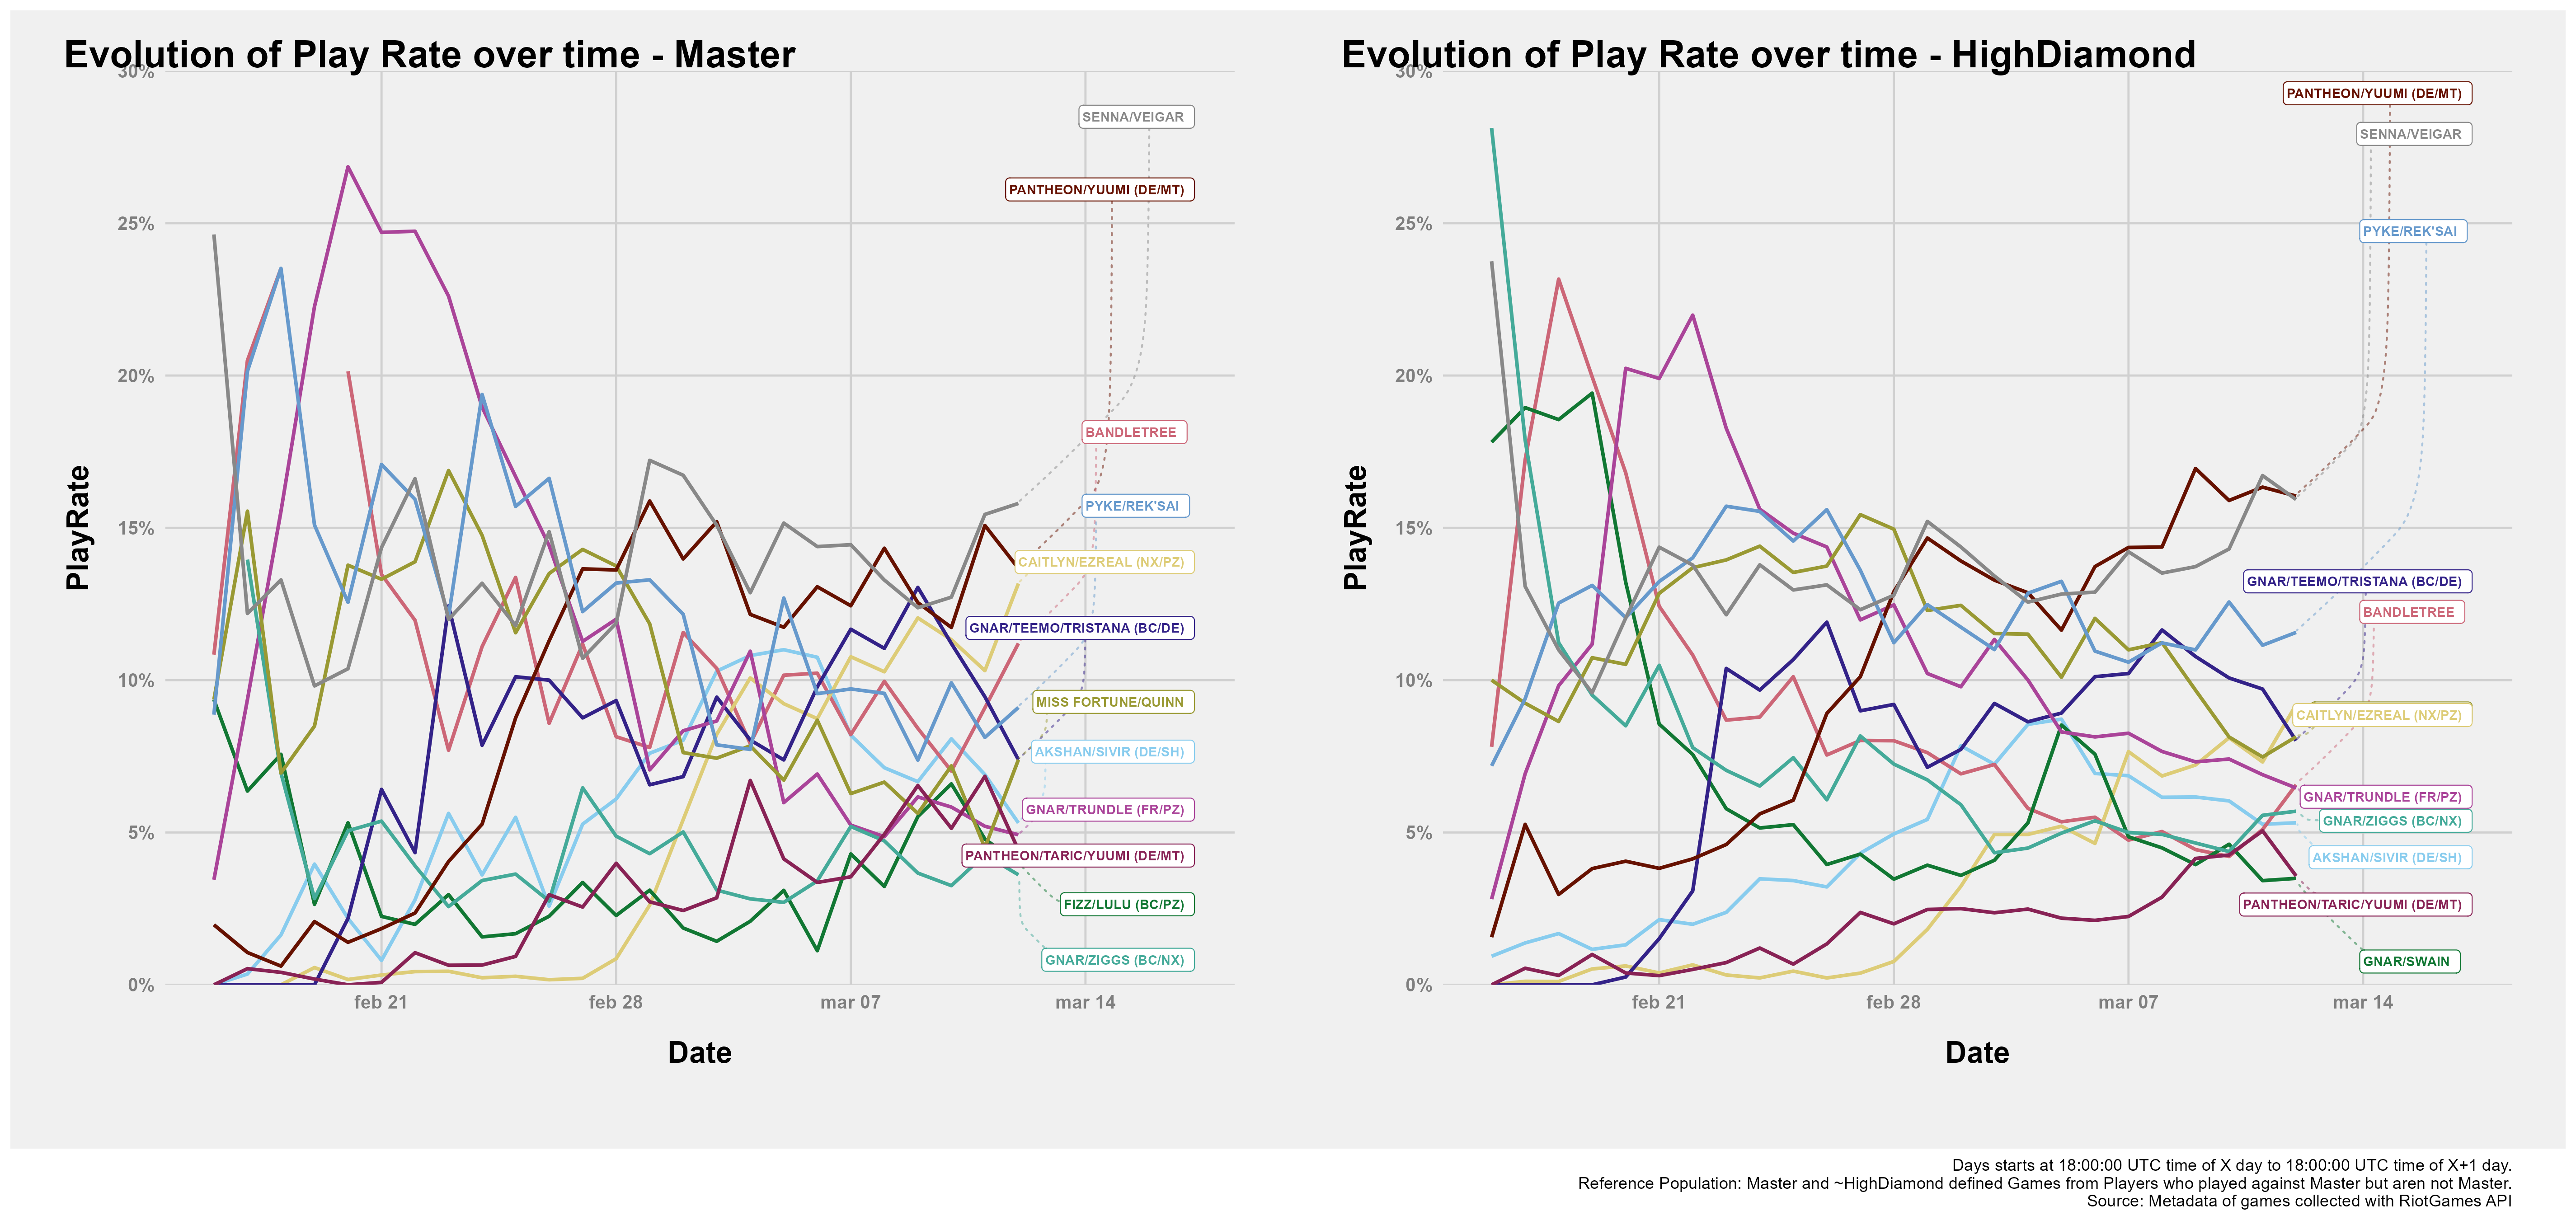 Evolution of Play Rate over time - Master
30%
25%
20%
15%
10%
5%
0%
PlayRate
feb 21
feb 28
mar 07
mar 14
Date
SENNA/VEIGAR
PANTHEON/YUUMI (DE/MT)
BANDLETREE
PYKE/REK'SAI
CAITLYN/EZREAL (NX/PZ)
GNAR/TEEMO/TRISTANA (BC/DE)
MISS FORTUNE/QUINN
AKSHAN/SIVIR (DE/SH)
GNAR/TRUNDLE (FR/PZ)
PANTHEON/TARIC/YUUMI (DE/MT)
FIZZ/LULU (BC/PZ)
GNAR/ZIGGS (BC/NX)
Evolution of Play Rate over time - HighDiamond
30%
25%
20%
15%
10%
5%
0%
PlayRate
feb 21
feb 28
mar 07
mar 14
Date
PANTHEON/YUUMI (DE/MT)
SENNA/VEIGAR
PYKE/REK'SAI
GNAR/TEEMO/TRISTANA (BC/DE)
BANDLETREE
CAITLYN/EZREAL (NX/PZ)
GNAR/TRUNDLE (FR/PZ)
GNAR/ZIGGS (BC/NX)
AKSHAN/SIVIR (DE/SH)
PANTHEON/TARIC/YUUMI (DE/MT)
GNAR/SWAIN
Days starts at 18:00:00 UTC time of X day to 18:00:00 UTC time of X+1 day.
Reference Population: Master and ~HighDiamond defined Games from Players who played against Master but aren not Master.
Source: Metadata of games collected with RiotGames API